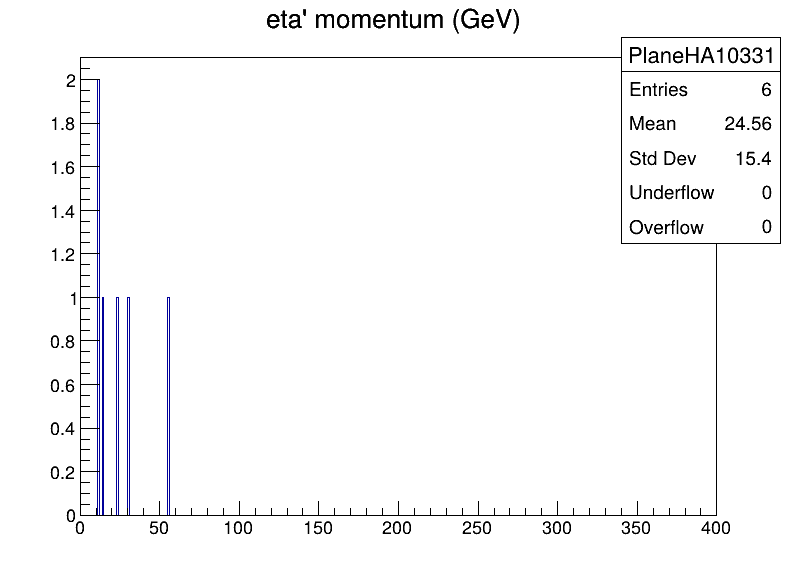 eta' momentum (GeV)
PlaneHA10331
Entries 6
Mean 24.56
Std Dev 15.4
Underflow 0
Overflow 0
2
1.8
1.6
1.4
1.2
1
0.8
0.6
0.4
0.2
0
0 50 100 150 200 250 300 350 400